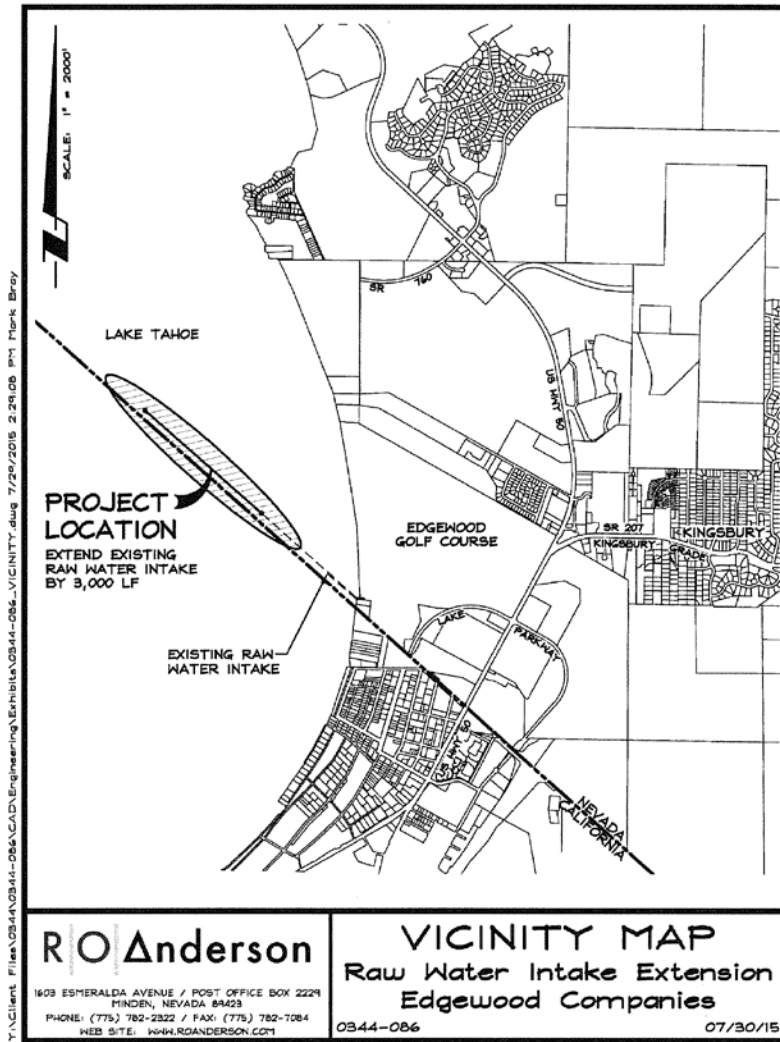 SCALE: 1" = 2000'
LAKE TAHOE
SR 760
US HWY 50
PROJECT
LOCATION
EXTEND EXISTING
RAW WATER INTAKE
BY 3,000 LF
EDGEWOOD
GOLF COURSE
SR 207
KINGSBURY
KINGSBURY GRADE
LAKE PARKWAY
EXISTING RAW
WATER INTAKE
US HWY 50
NEVADA
CALIFORNIA
Y:\Client Files\0344\0344-086\CAD\Engineering\Exhibits\0344-086_VICINITY.dwg 7/29/2015 2:29:08 PM Mark Bray
RO Anderson
1603 ESMERALDA AVENUE / POST OFFICE BOX 2229
MINDEN, NEVADA 89423
PHONE: (775) 782-2322 / FAX: (775) 782-7084
WEB SITE: WWW.ROANDERSON.COM
VICINITY MAP
Raw Water Intake Extension
Edgewood Companies
0344-086
07/30/15